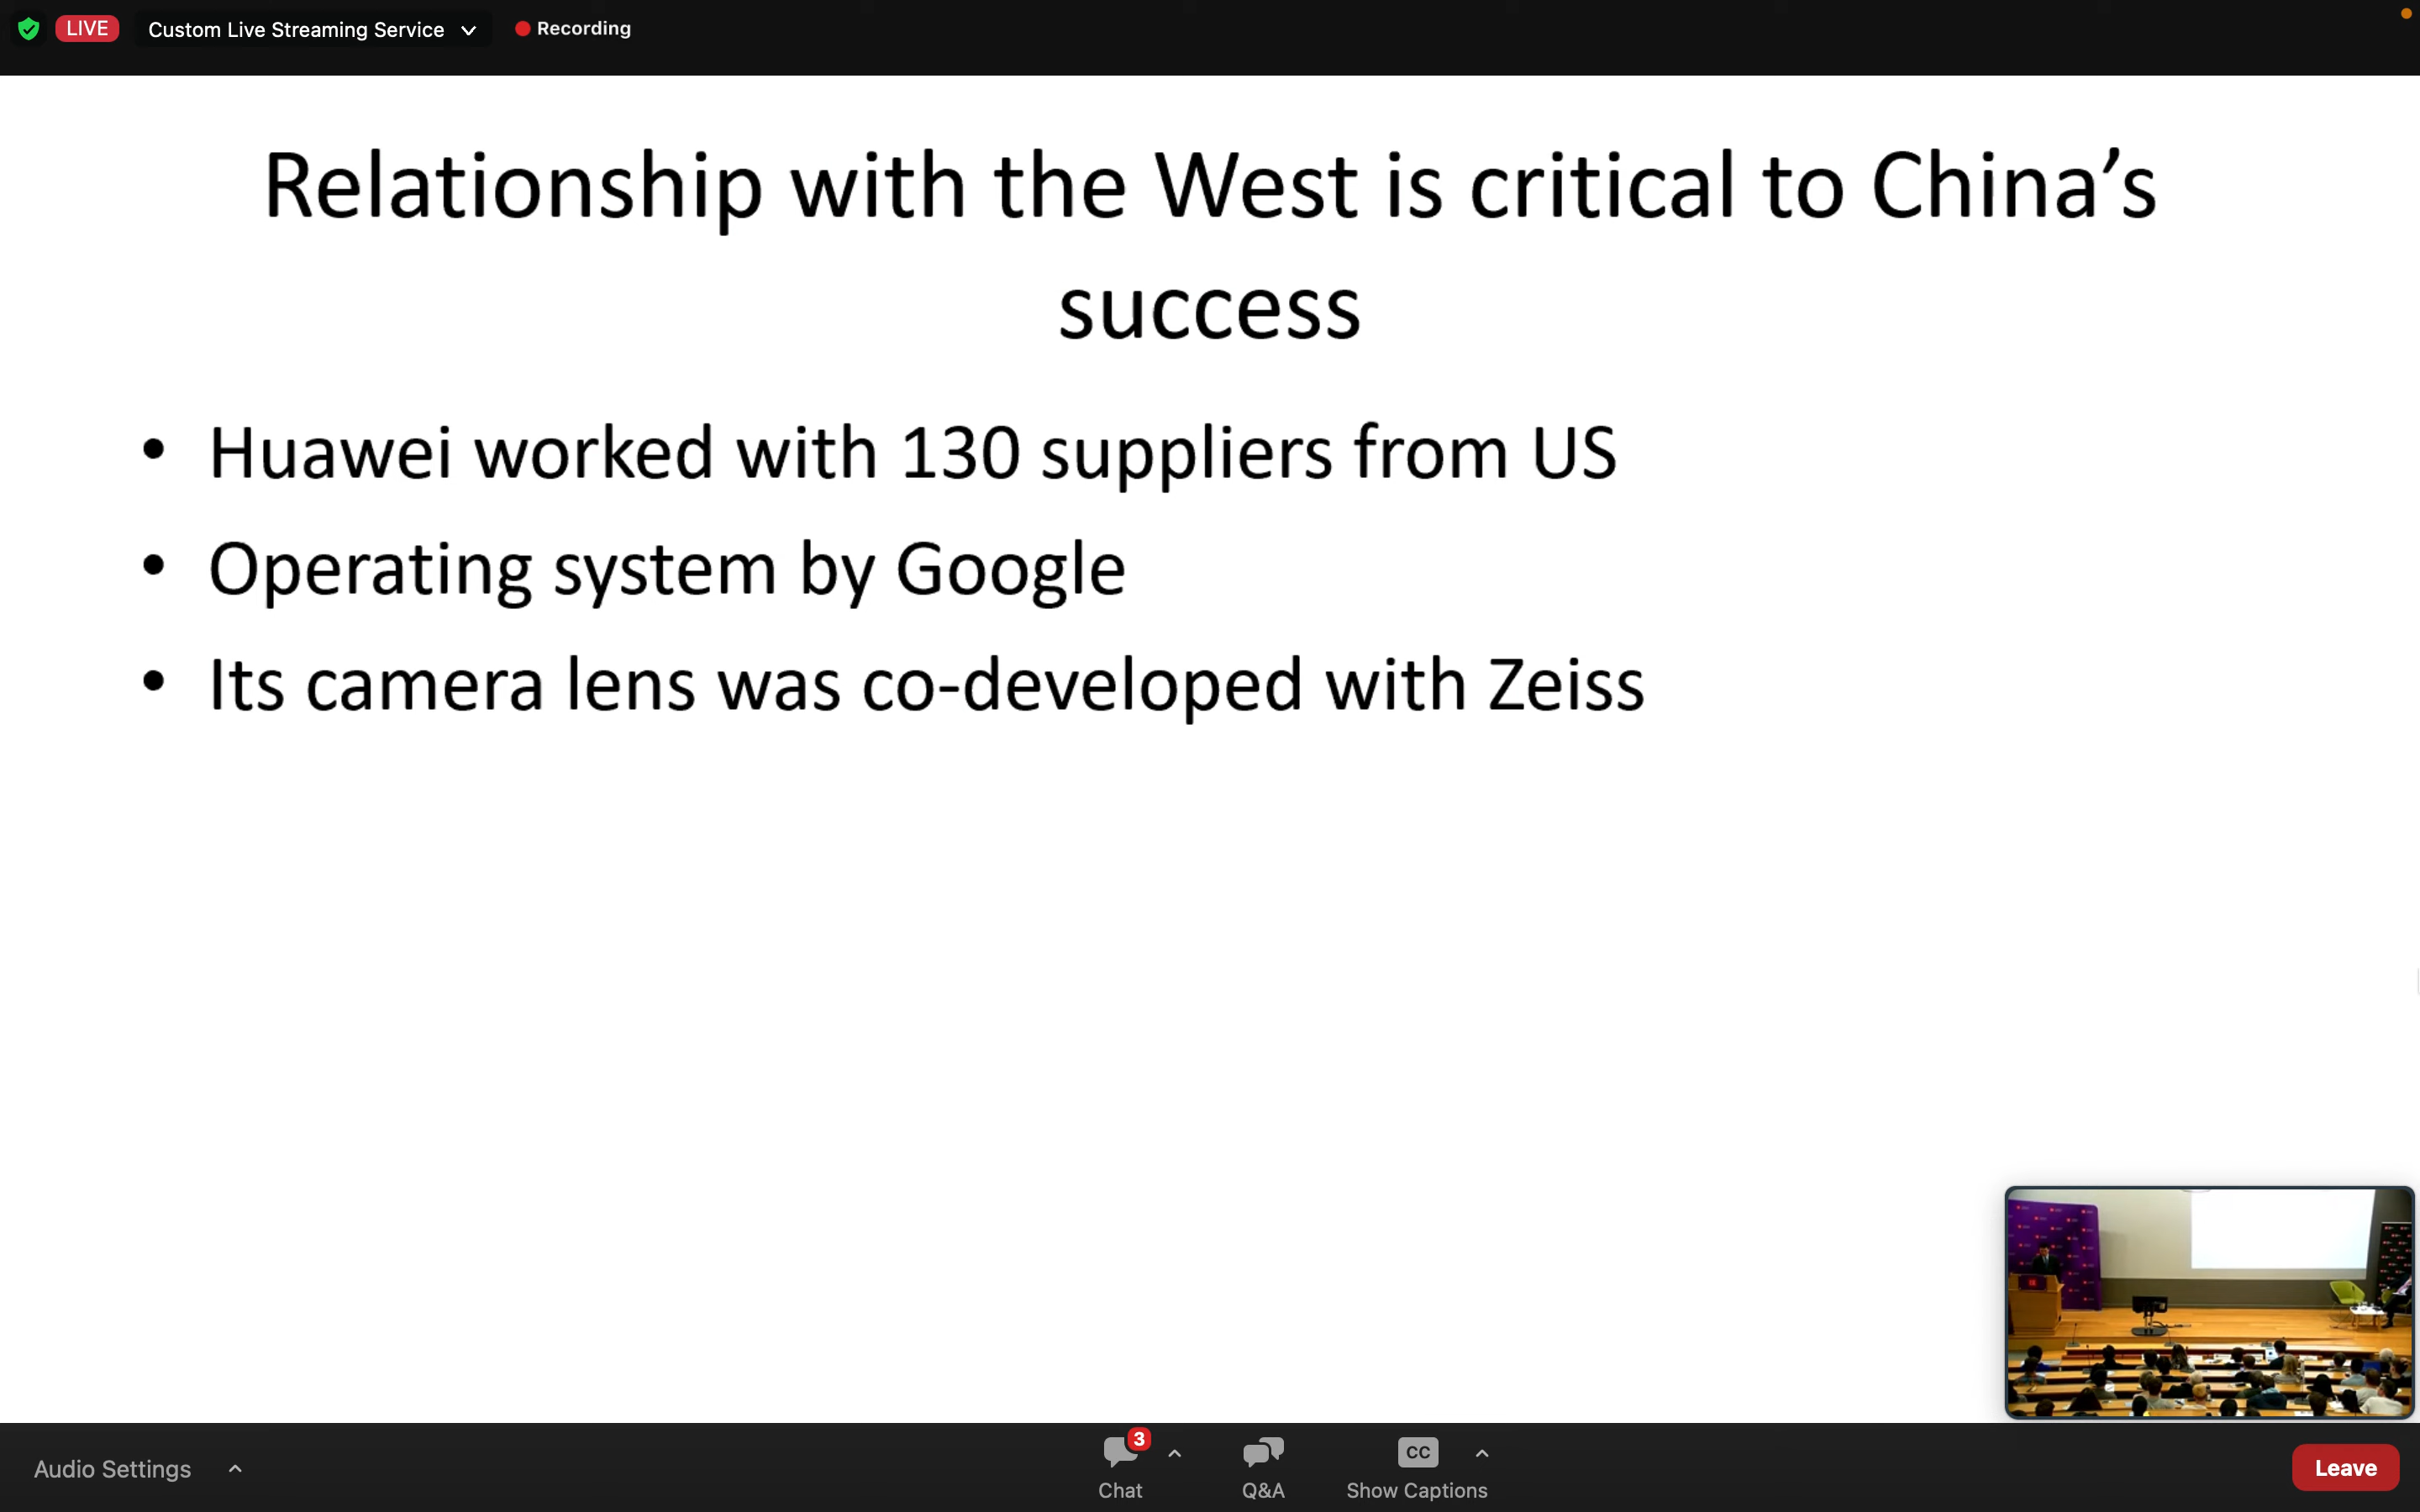 LIVE
Custom Live Streaming Service
Recording
Relationship with the West is critical to China’s
success
• Huawei worked with 130 suppliers from US
• Operating system by Google
• Its camera lens was co-developed with Zeiss
Audio Settings
3
Chat
Q&A
CC
Show Captions
Leave